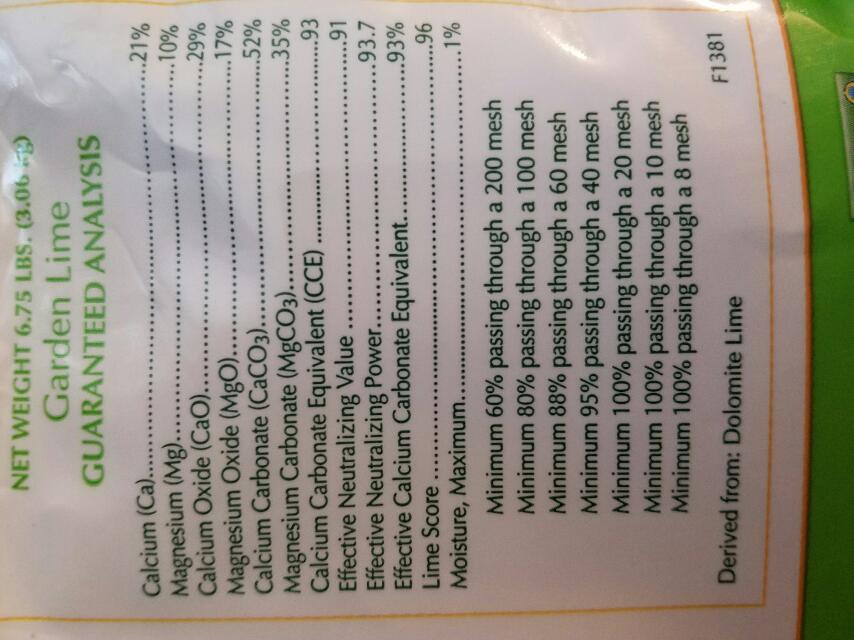 NET WEIGHT 6.75 LBS. (3.06 kg)
Garden Lime
GUARANTEED ANALYSIS
Calcium (Ca)....21%
Magnesium (Mg)....10%
Calcium Oxide (CaO)....29%
Magnesium Oxide (MgO)....17%
Calcium Carbonate (CaCO3)....52%
Magnesium Carbonate (MgCO3)....35%
Calcium Carbonate Equivalent (CCE) ....93
Effective Neutralizing Value ....91
Effective Neutralizing Power....93.7
Effective Calcium Carbonate Equivalent....93%
Lime Score ....96
Moisture, Maximum....1%
Minimum 60% passing through a 200 mesh
Minimum 80% passing through a 100 mesh
Minimum 88% passing through a 60 mesh
Minimum 95% passing through a 40 mesh
Minimum 100% passing through a 20 mesh
Minimum 100% passing through a 10 mesh
Minimum 100% passing through a 8 mesh
Derived from: Dolomite Lime F1381